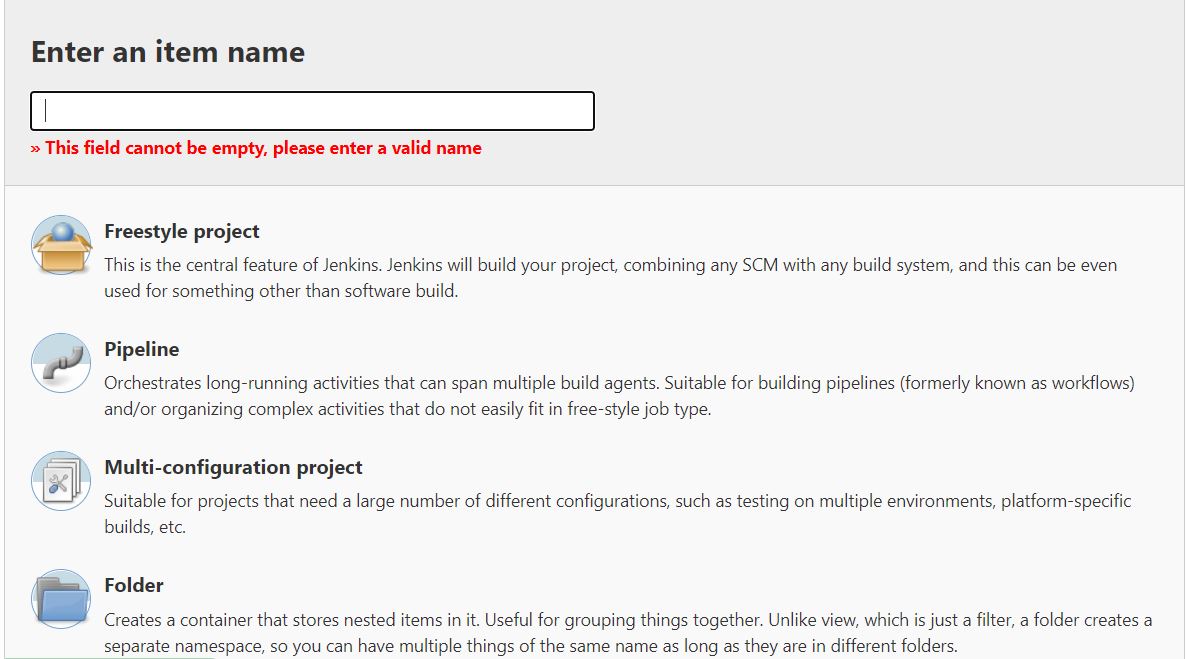 Enter an item name
» This field cannot be empty, please enter a valid name
Freestyle project
This is the central feature of Jenkins. Jenkins will build your project, combining any SCM with any build system, and this can be even
used for something other than software build.
Pipeline
Orchestrates long-running activities that can span multiple build agents. Suitable for building pipelines (formerly known as workflows)
and/or organizing complex activities that do not easily fit in free-style job type.
Multi-configuration project
Suitable for projects that need a large number of different configurations, such as testing on multiple environments, platform-specific
builds, etc.
Folder
Creates a container that stores nested items in it. Useful for grouping things together. Unlike view, which is just a filter, a folder creates a
separate namespace, so you can have multiple things of the same name as long as they are in different folders.